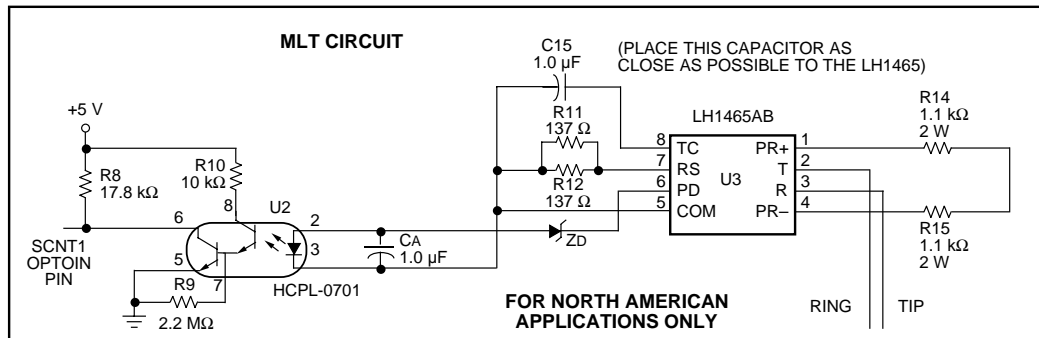 MLT CIRCUIT
C15
1.0 µF
(PLACE THIS CAPACITOR AS
CLOSE AS POSSIBLE TO THE LH1465)
+5 V
R8
17.8 kΩ
R10
10 kΩ
8
U2
6
2
3
5
7
SCNT1
OPTOIN
PIN
R9
2.2 MΩ
HCPL-0701
CA
1.0 µF
R11
137 Ω
R12
137 Ω
ZD
LH1465AB
8 TC PR+ 1
7 RS T 2
U3
6 PD R 3
5 COM PR– 4
R14
1.1 kΩ
2 W
R15
1.1 kΩ
2 W
FOR NORTH AMERICAN
APPLICATIONS ONLY
RING TIP